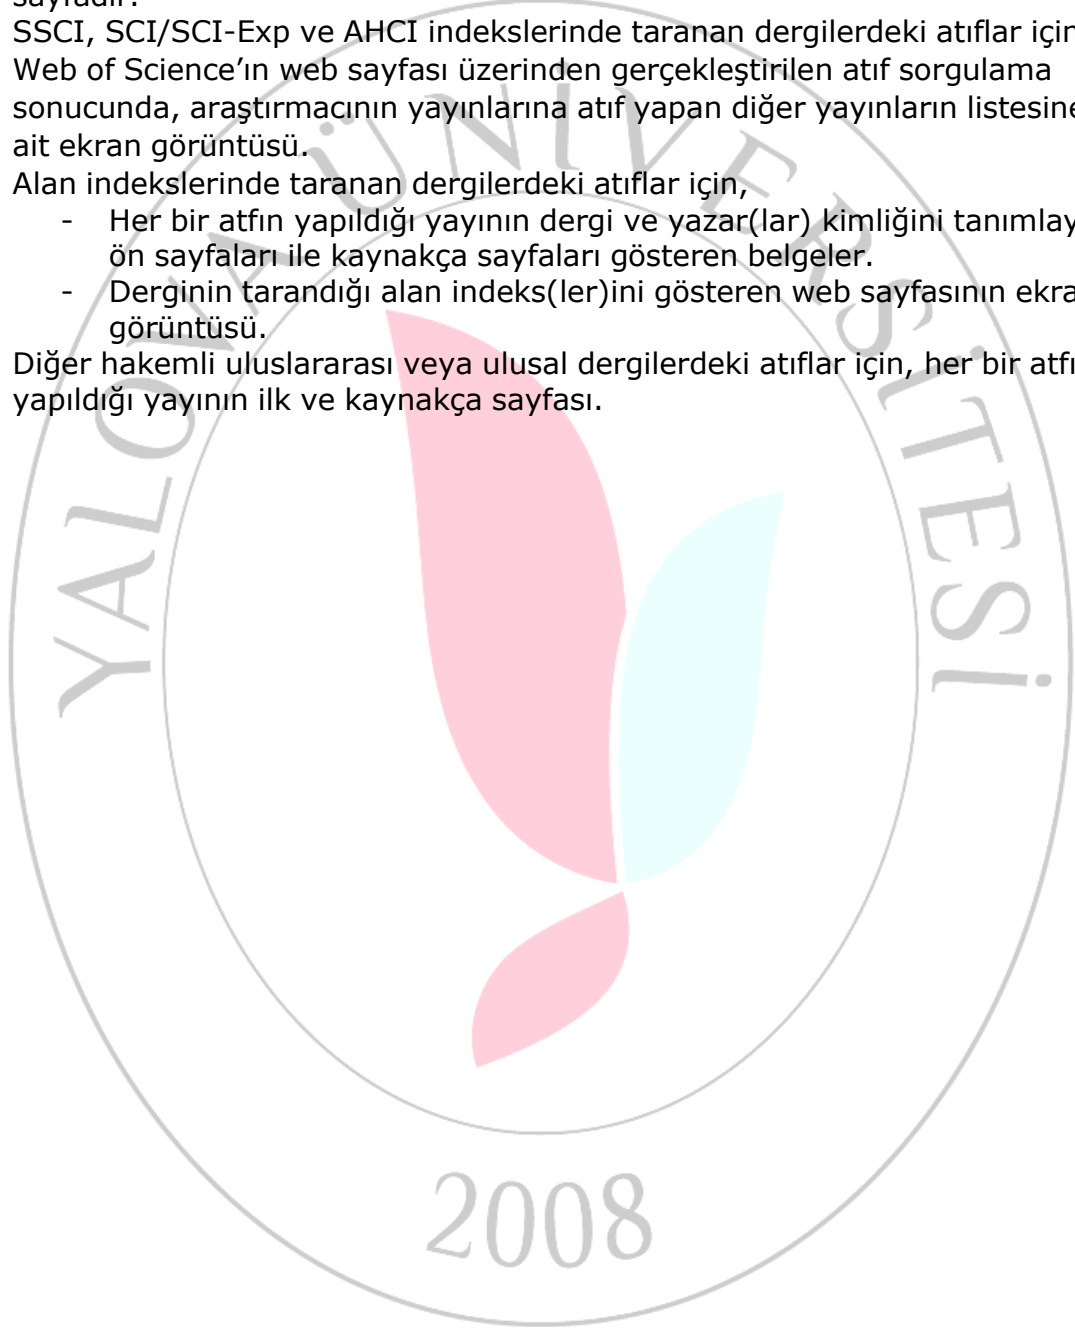 SSCI, SCI/SCI-Exp ve AHCI indekslerinde taranan dergilerdeki atıflar için
Web of Science’ın web sayfası üzerinden gerçekleştirilen atıf sorgulama
sonucunda, araştırmacının yayınlarına atıf yapan diğer yayınların listesine
ait ekran görüntüsü.
Alan indekslerinde taranan dergilerdeki atıflar için,
- Her bir atfın yapıldığı yayının dergi ve yazar(lar) kimliğini
ön sayfaları ile kaynakça sayfaları gösteren belgeler.
- Derginin tarandığı alan indeks(ler)ini gösteren web sayfasının
görüntüsü.
Diğer hakemli uluslararası veya ulusal dergilerdeki atıflar için, her bir
yapıldığı yayının ilk ve kaynakça sayfası.
YALOVA ÜNİVERSİTESİ
2008